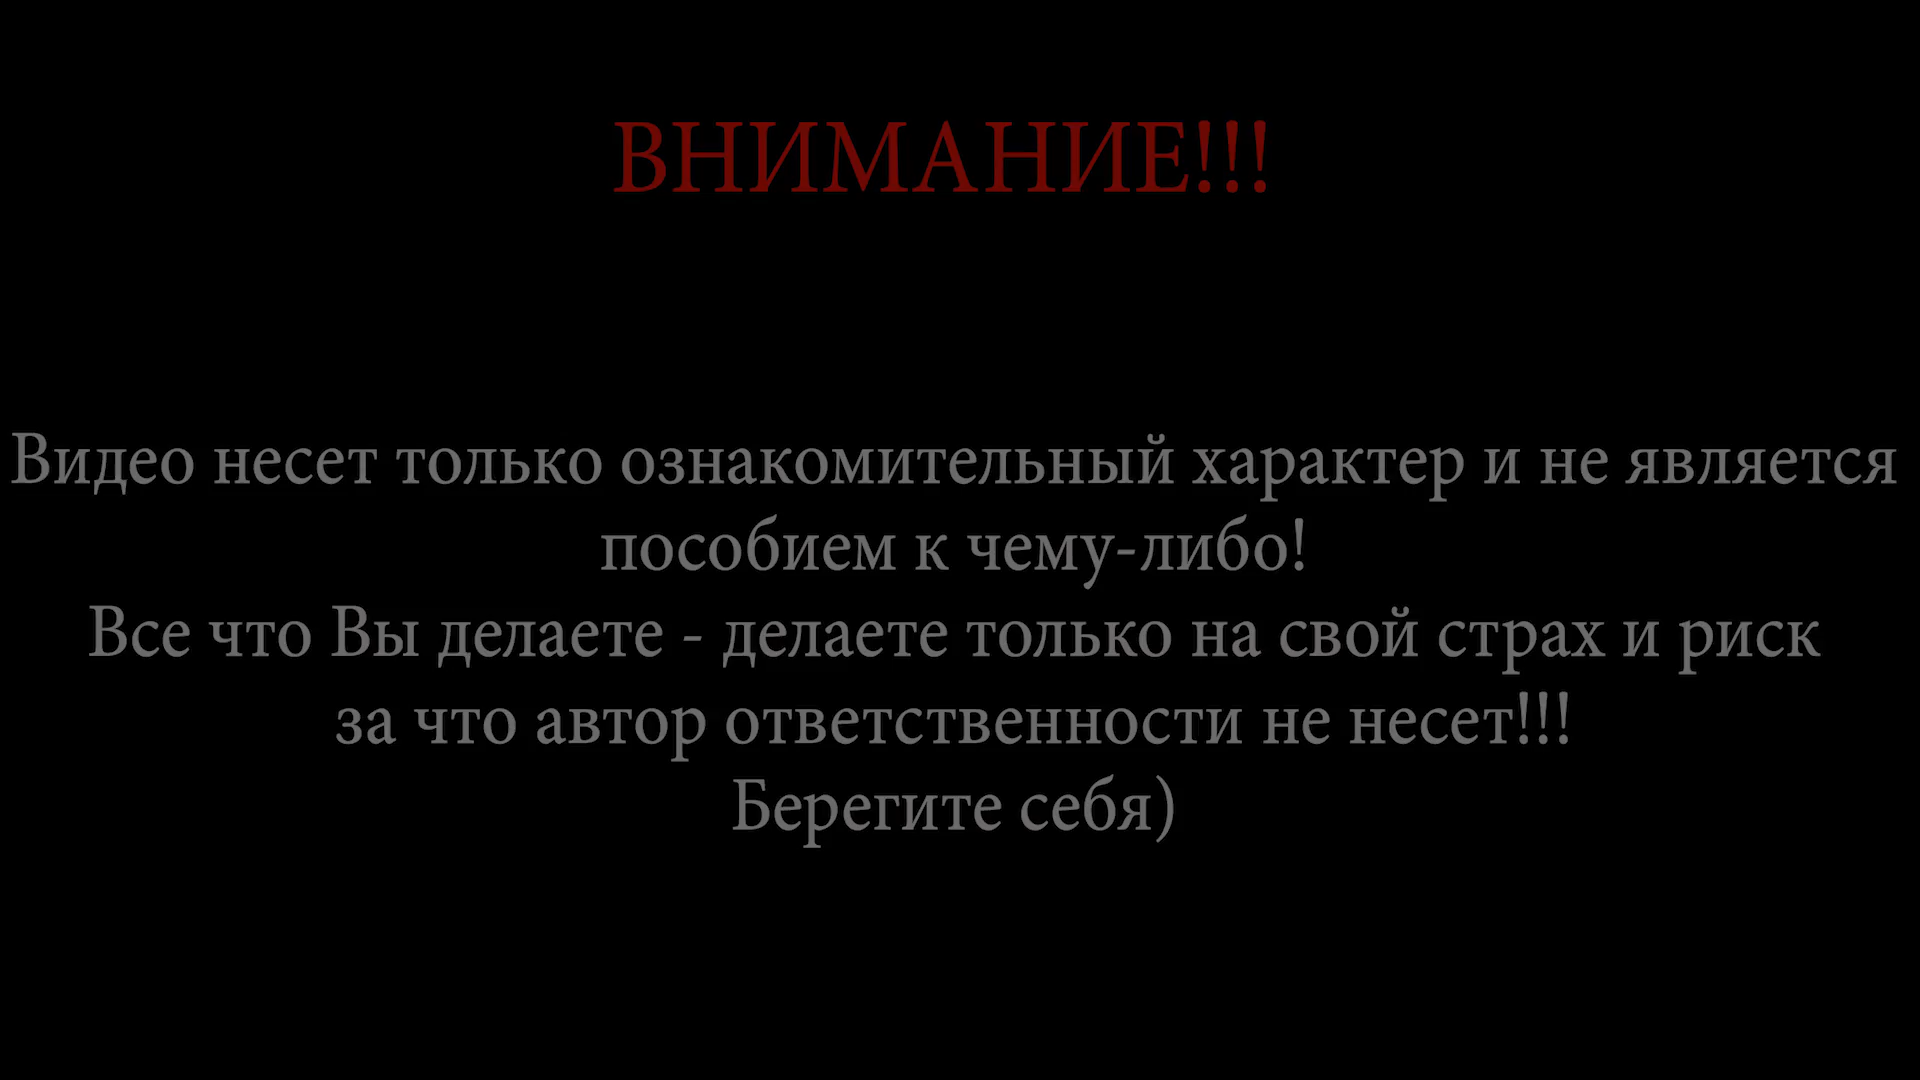 ВНИМАНИЕ!!!
Видео несет только ознакомительный характер и не является
пособием к чему-либо!
Все что Вы делаете - делаете только на свой страх и риск
за что автор ответственности не несет!!!
Берегите себя)